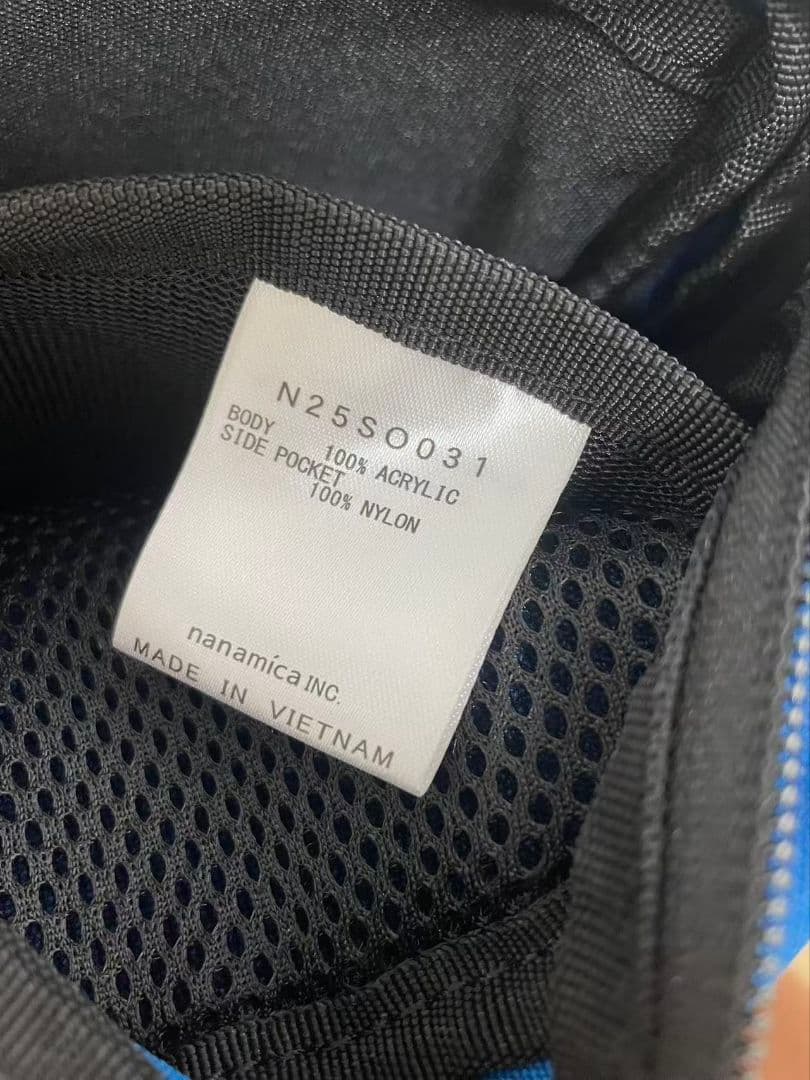 N25SO031
BODY
100% ACRYLIC
SIDE POCKET
100% NYLON
nanamica INC.
MADE IN VIETNAM